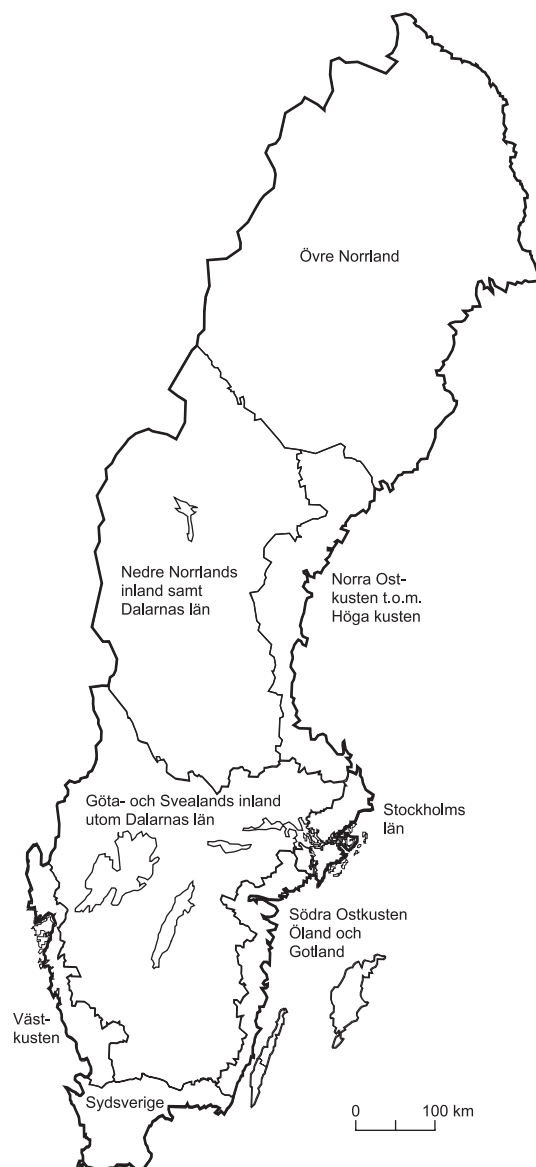 Övre Norrland
Nedre Norrlands
inland samt
Dalarnas län
Norra Ost-
kusten t.o.m.
Höga kusten
Göta- och Svealands inland
utom Dalarnas län
Stockholms
län
Södra Ostkusten
Öland och
Gotland
Väst-
kusten
Sydsverige
0 100 km